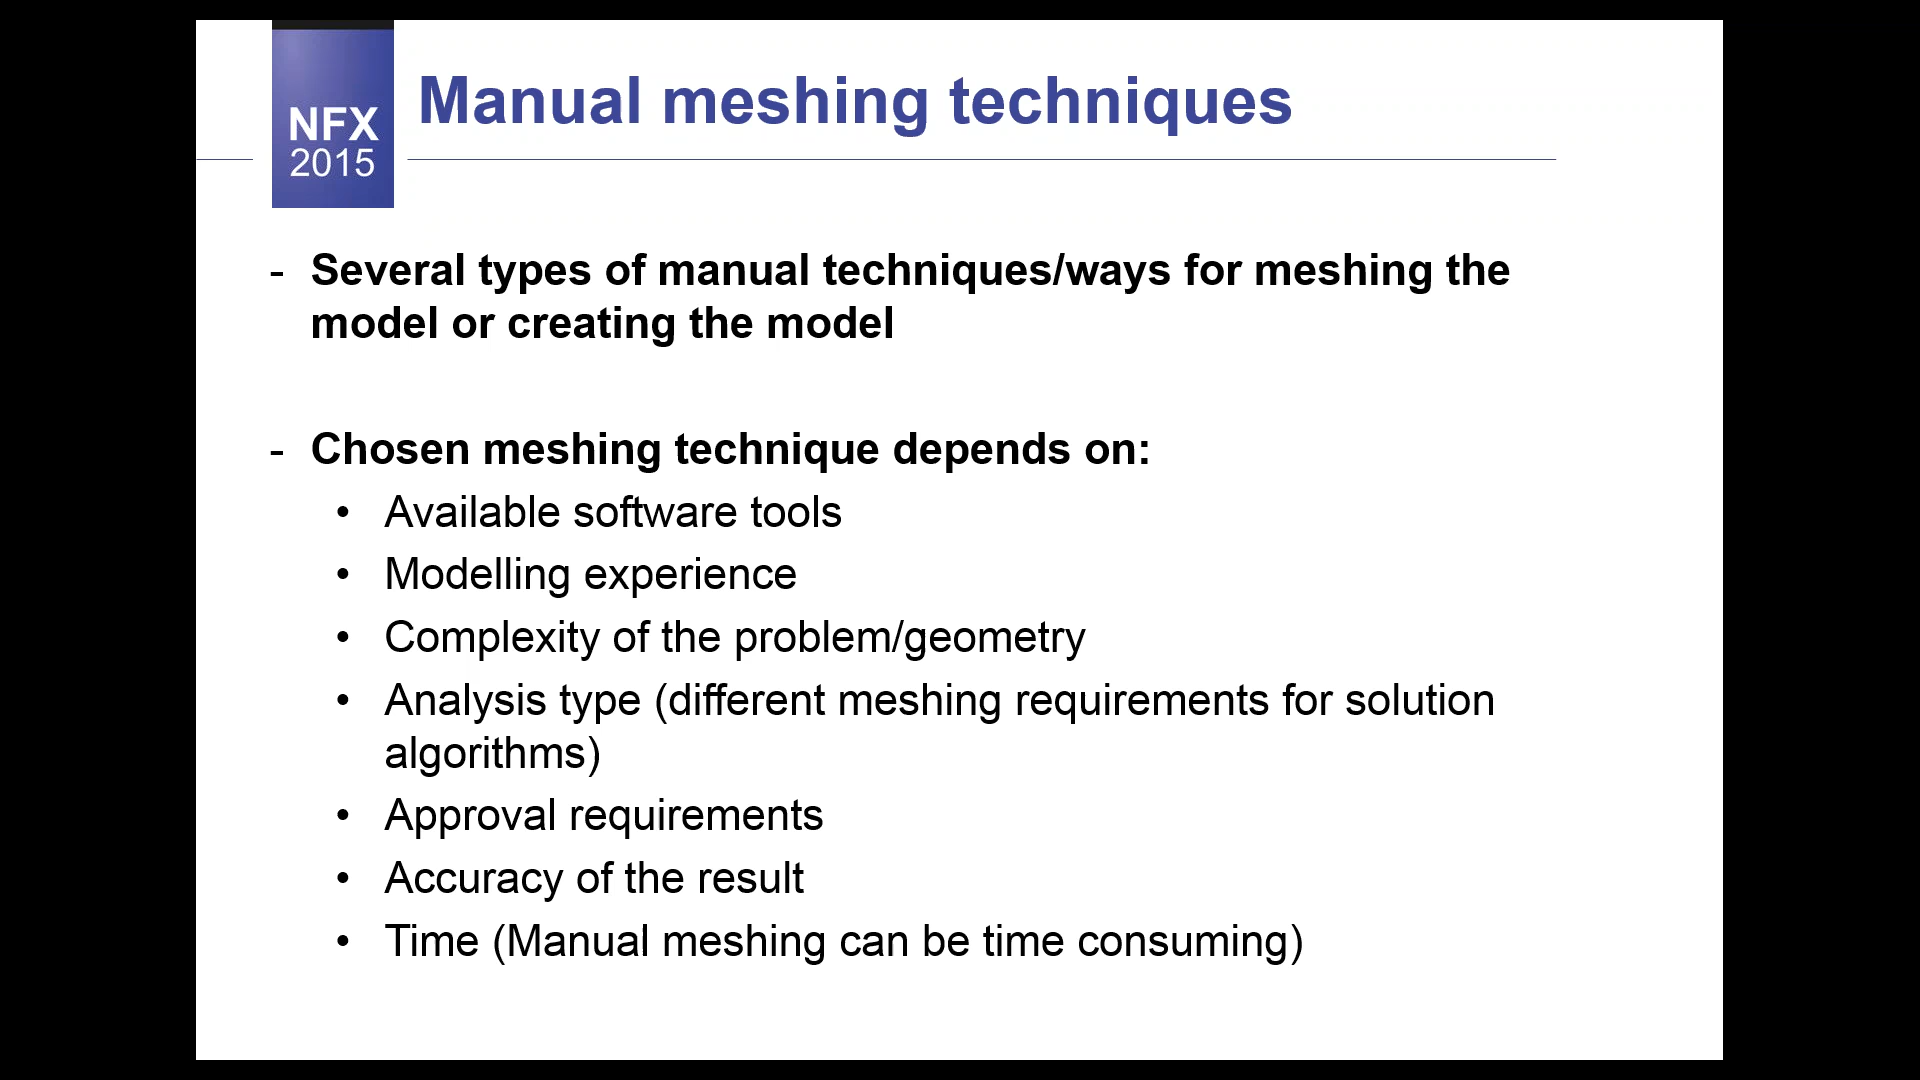 NFX
2015
Manual meshing techniques
- Several types of manual techniques/ways for meshing the
model or creating the model
- Chosen meshing technique depends on:
• Available software tools
• Modelling experience
• Complexity of the problem/geometry
• Analysis type (different meshing requirements for solution
algorithms)
• Approval requirements
• Accuracy of the result
• Time (Manual meshing can be time consuming)